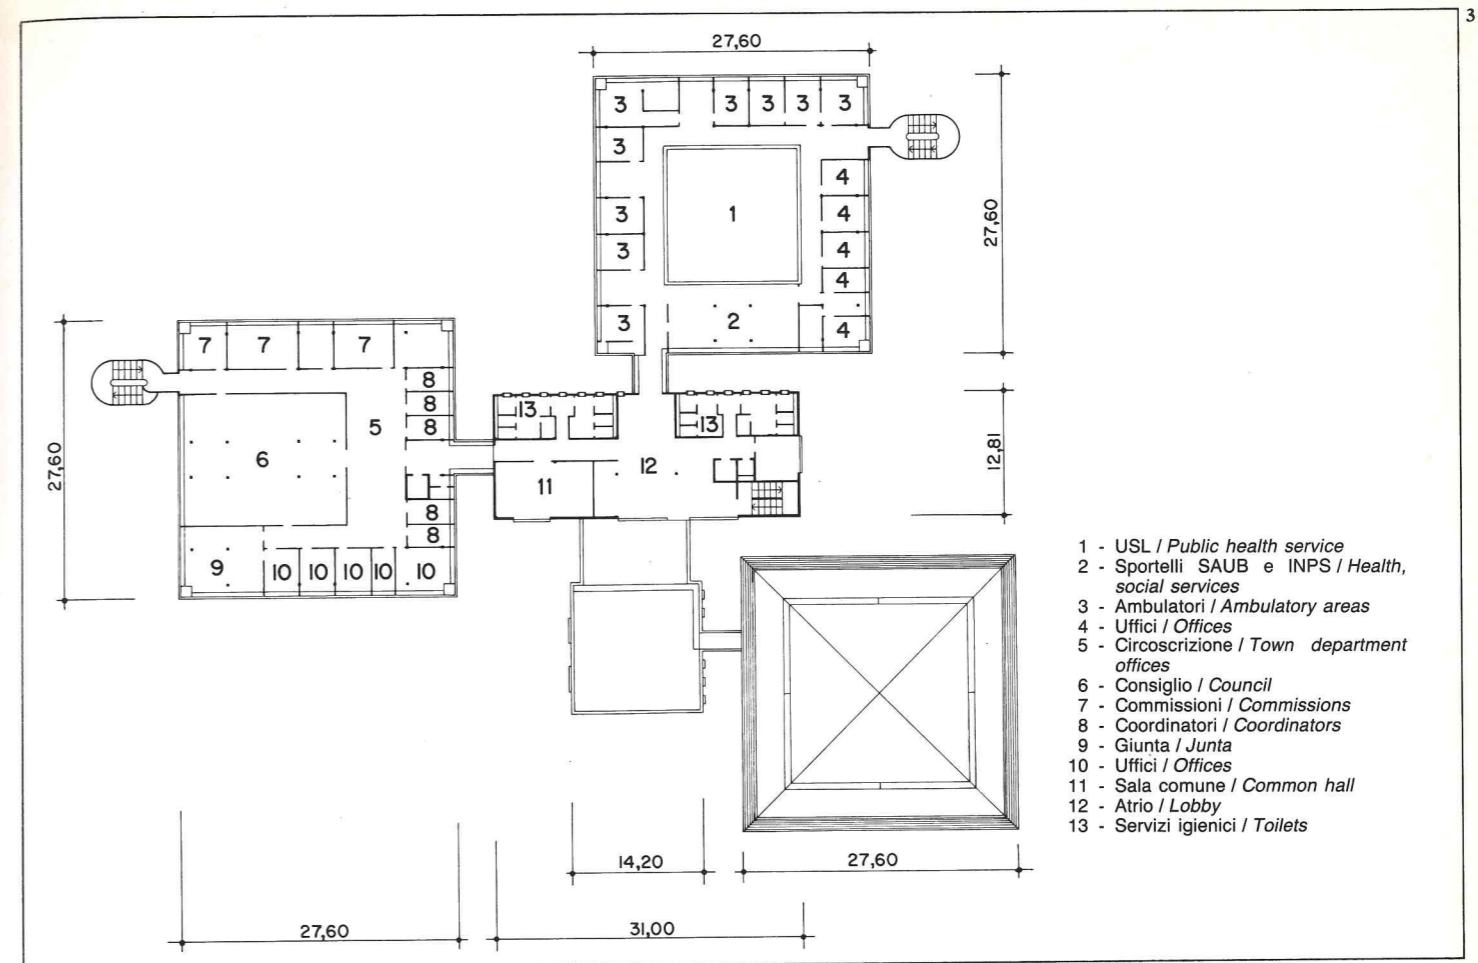 3
27,60
3 3 3 3 3
3
4
3 1 4
27,60
3 4
4
3 2 4
7 7 7
8
8
13 13
5 8
27,60
6 12
12,81
11
8
8
9 10 10 10 10 10
1 - USL / Public health service
2 - Sportelli SAUB e INPS / Health,
social services
3 - Ambulatori / Ambulatory areas
4 - Uffici / Offices
5 - Circoscrizione / Town department
offices
6 - Consiglio / Council
7 - Commissioni / Commissions
8 - Coordinatori / Coordinators
9 - Giunta / Junta
10 - Uffici / Offices
11 - Sala comune / Common hall
12 - Atrio / Lobby
13 - Servizi igienici / Toilets
14,20 27,60
27,60 31,00